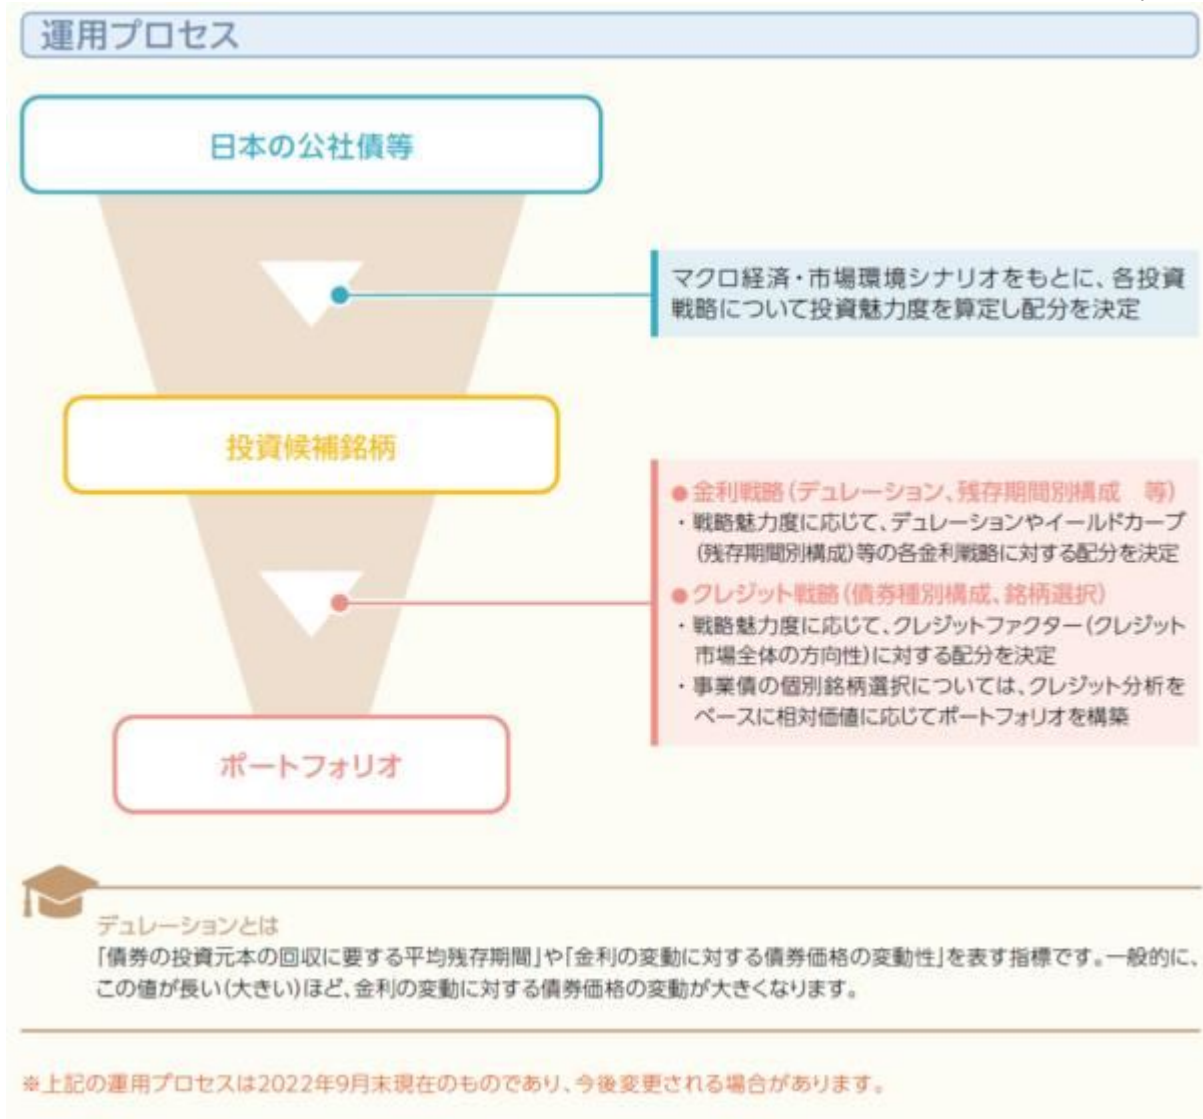 運用プロセス
日本の公社債等
マクロ経済・市場環境シナリオをもとに、各投資
戦略について投資魅力度を算定し配分を決定
投資候補銘柄
●金利戦略(デュレーション、残存期間別構成　等)
・戦略魅力度に応じて、デュレーションやイールドカーブ
(残存期間別構成)等の各金利戦略に対する配分を決定
●クレジット戦略(債券種別構成、銘柄選択)
・戦略魅力度に応じて、クレジットファクター(クレジット
市場全体の方向性)に対する配分を決定
・事業債の個別銘柄選択については、クレジット分析を
ベースに相対価値に応じてポートフォリオを構築
ポートフォリオ
デュレーションとは
「債券の投資元本の回収に要する平均残存期間」や「金利の変動に対する債券価格の変動性」を表す指標です。一般的に、
この値が長い(大きい)ほど、金利の変動に対する債券価格の変動が大きくなります。
※上記の運用プロセスは2022年9月末現在のものであり、今後変更される場合があります。